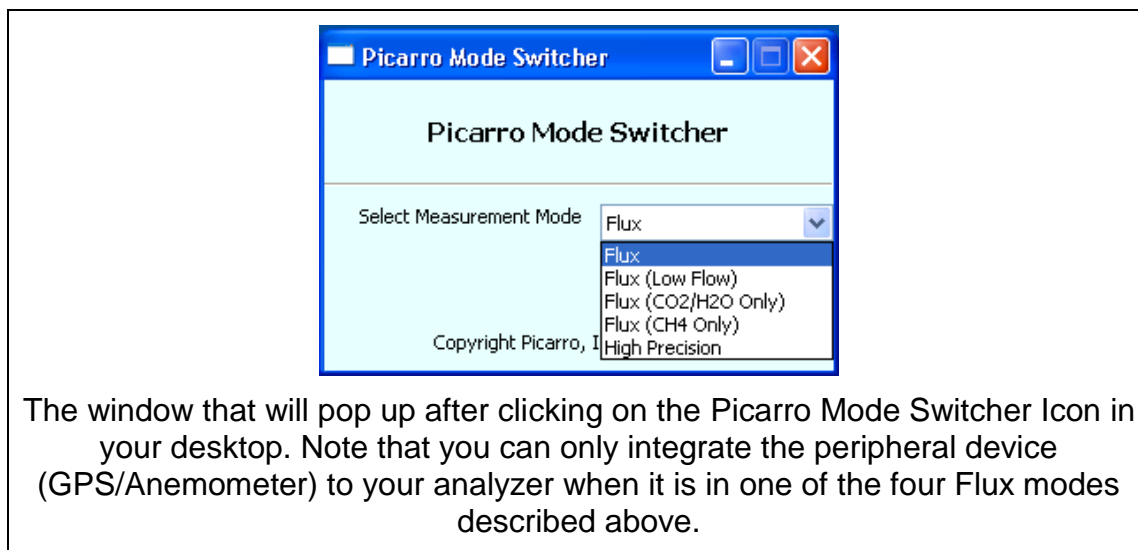 Picarro Mode Switcher
Picarro Mode Switcher
Select Measurement Mode
Flux
Flux
Flux (Low Flow)
Flux (CO2/H2O Only)
Flux (CH4 Only)
High Precision
Copyright Picarro, I
The window that will pop up after clicking on the Picarro Mode Switcher Icon in
your desktop. Note that you can only integrate the peripheral device
(GPS/Anemometer) to your analyzer when it is in one of the four Flux modes
described above.